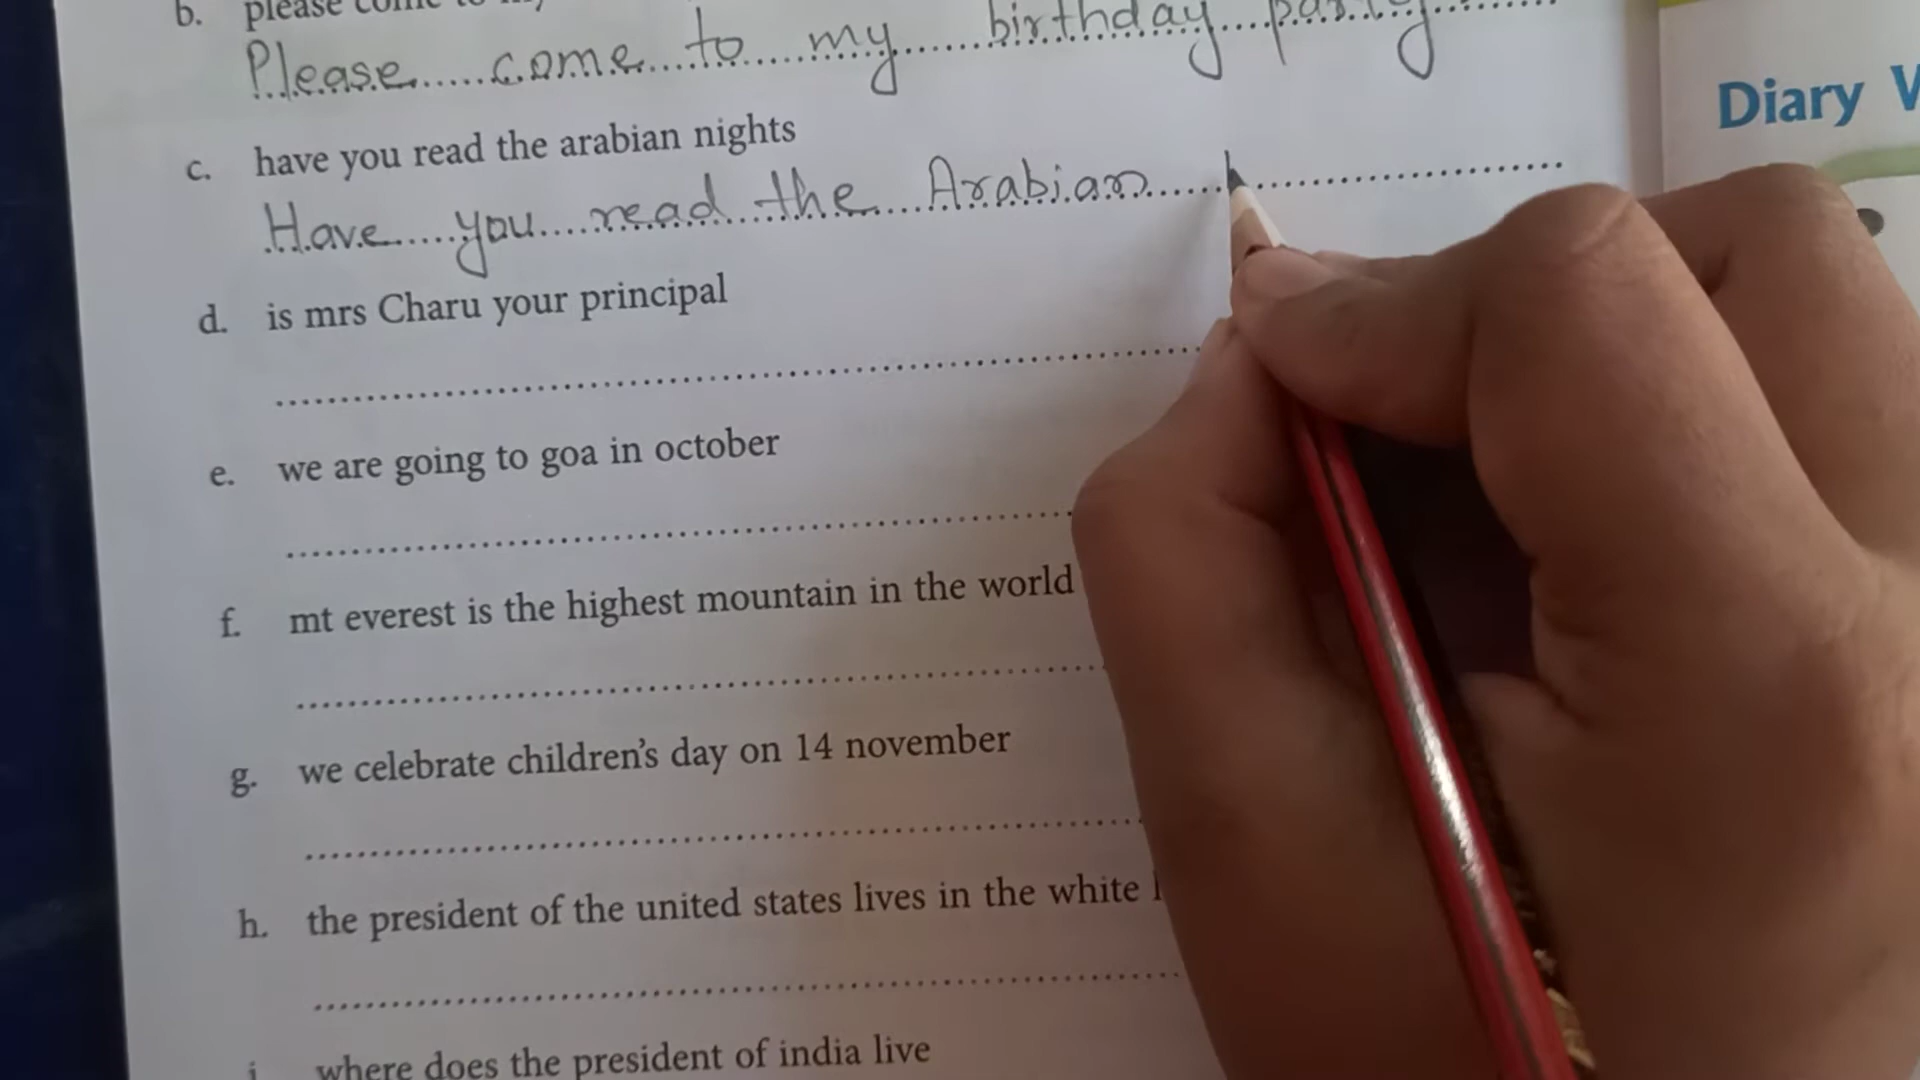 b. please come to my
Please come to my birthday party
c. have you read the arabian nights
Have you read the Arabian
d. is mrs Charu your principal
e. we are going to goa in october
f. mt everest is the highest mountain in the world
g. we celebrate children's day on 14 november
h. the president of the united states lives in the white
i. where does the president of india live
Diary